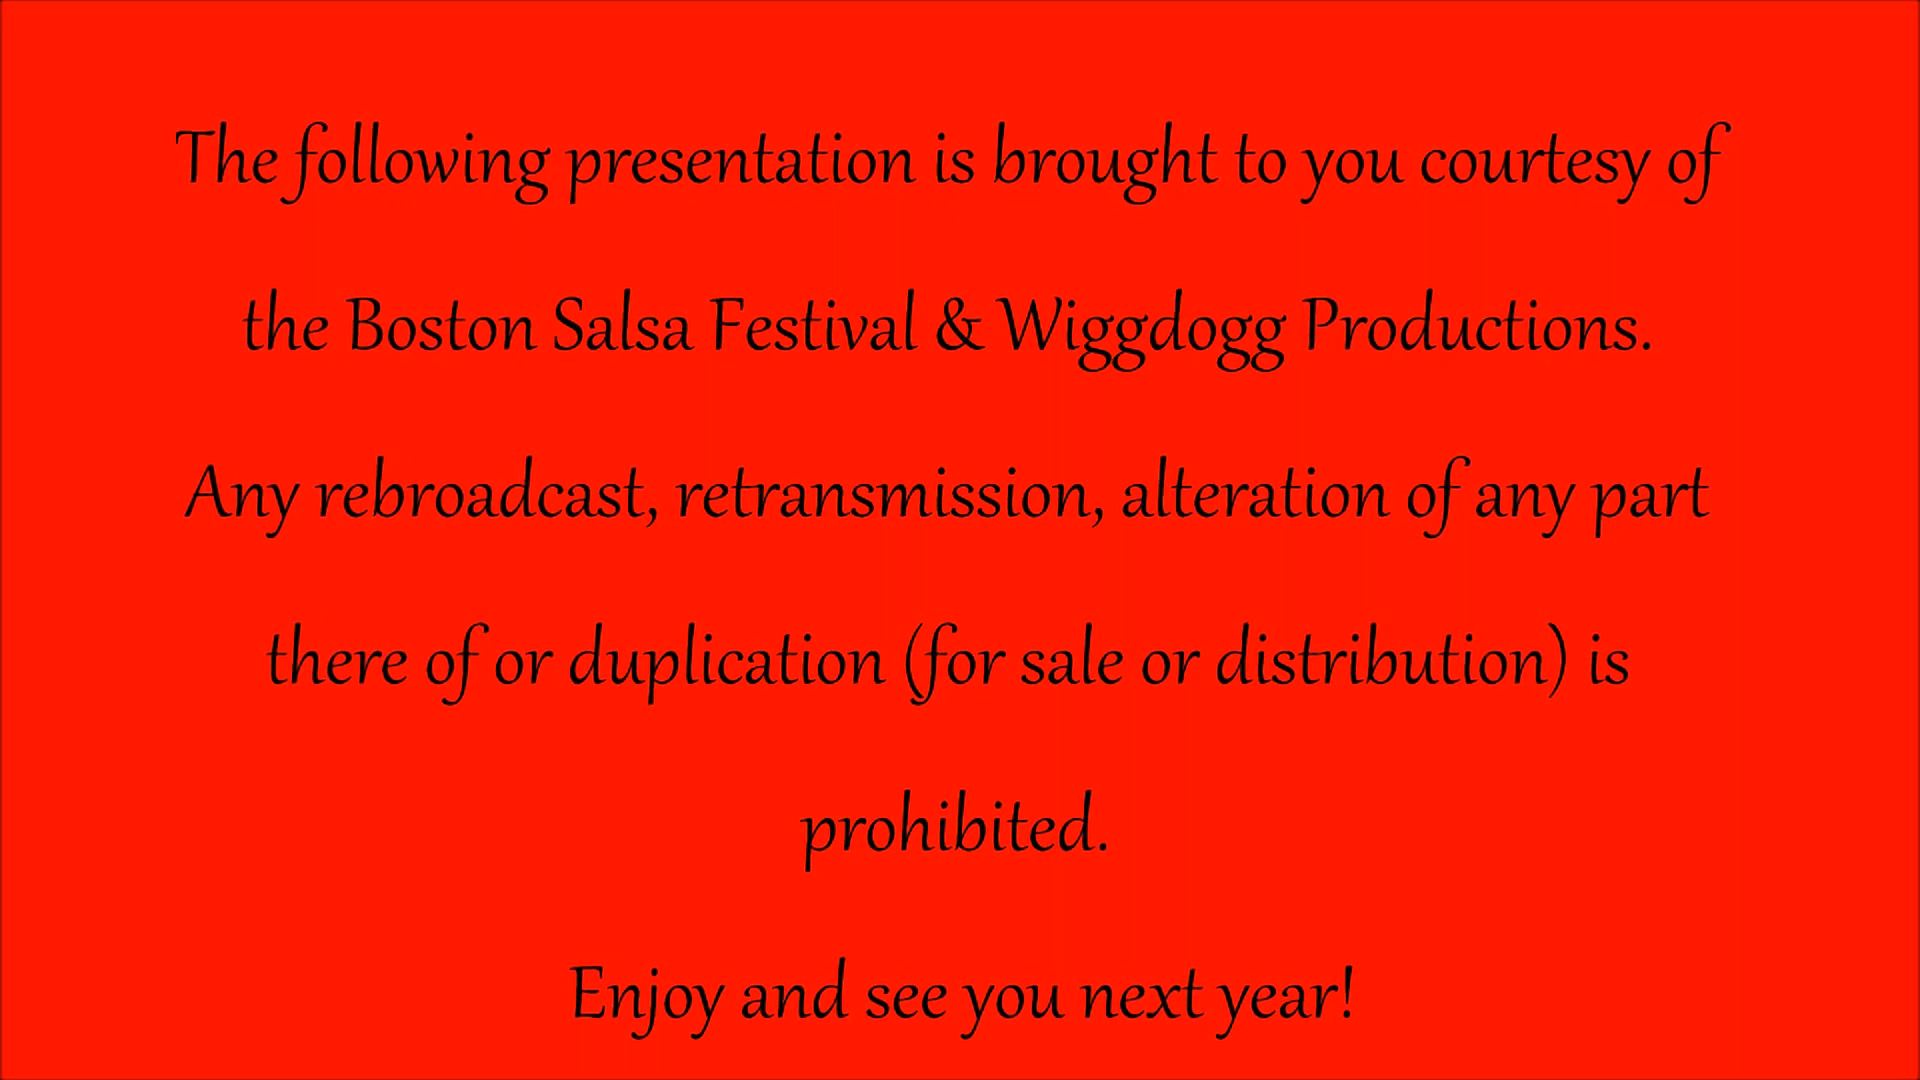 The following presentation is brought to you courtesy of
the Boston Salsa Festival & Wiggdogg Productions.
Any rebroadcast, retransmission, alteration of any part
there of or duplication (for sale or distribution) is
prohibited.
Enjoy and see you next year!